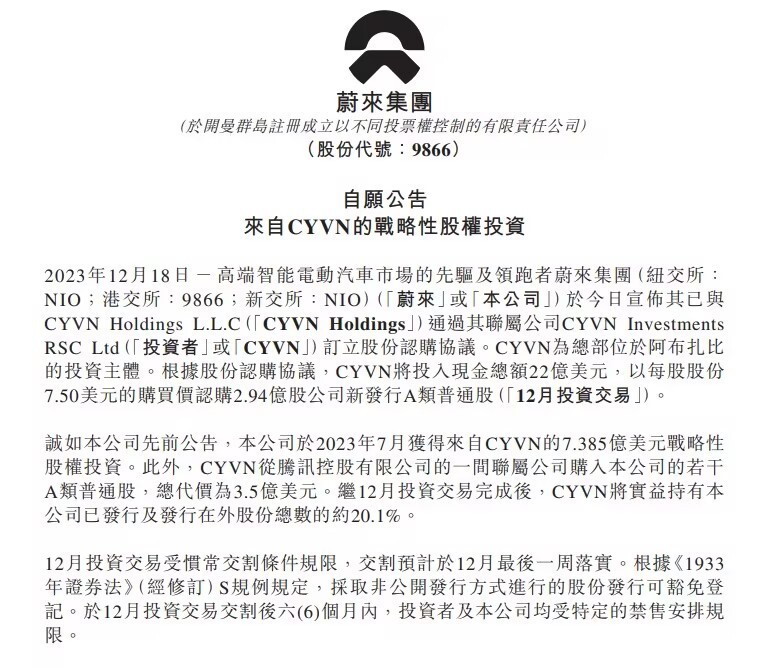 蔚來集團
(於開曼群島註冊成立以不同投票權控制的有限責任公司)
（股份代號：9866）
自願公告
來自CYVN的戰略性股權投資
2023年12月18日 — 高端智能電動汽車市場的先驅及領跑者蔚來集團 (紐交所：
NIO；港交所：9866；新交所：NIO) (「蔚來」或「本公司」) 於今日宣佈其已與
CYVN Holdings L.L.C (「CYVN Holdings」) 通過其聯屬公司CYVN Investments
RSC Ltd (「投資者」或「CYVN」) 訂立股份認購協議。CYVN為總部位於阿布扎比
的投資主體。根據股份認購協議，CYVN將投入現金總額22億美元，以每股股份
7.50美元的購買價認購2.94億股公司新發行A類普通股 (「12月投資交易」)。
誠如本公司先前公告，本公司於2023年7月獲得來自CYVN的7.385億美元戰略性
股權投資。此外，CYVN從騰訊控股有限公司的一間聯屬公司購入本公司的若干
A類普通股，總代價為3.5億美元。繼12月投資交易完成後，CYVN將實益持有本
公司已發行及發行在外股份總數的約20.1%。
12月投資交易受慣常交割條件規限，交割預計於12月最後一周落實。根據《1933
年證券法》(經修訂) S規例規定，採取非公開發行方式進行的股份發行可豁免登
記。於12月投資交易交割後六(6)個月內，投資者及本公司均受特定的禁售安排規
限。